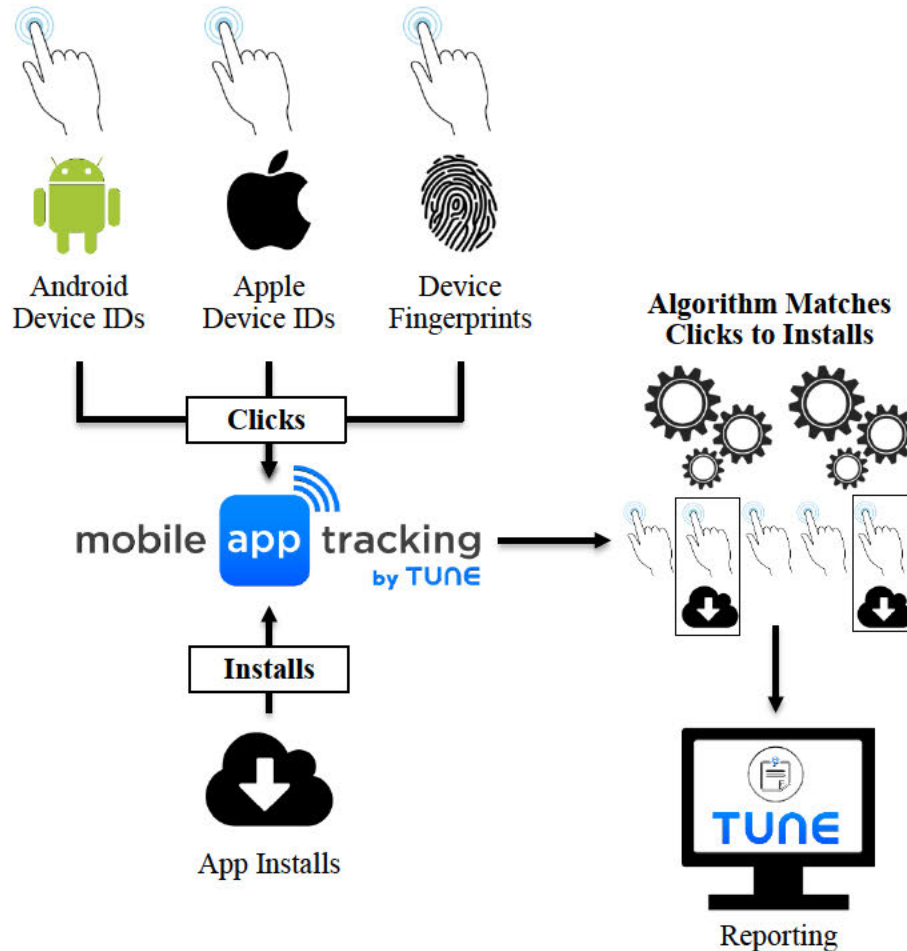 Android
Device IDs
Apple
Device IDs
Device
Fingerprints
Clicks
mobile app tracking
by TUNE
Installs
App Installs
Algorithm Matches
Clicks to Installs
TUNE
Reporting